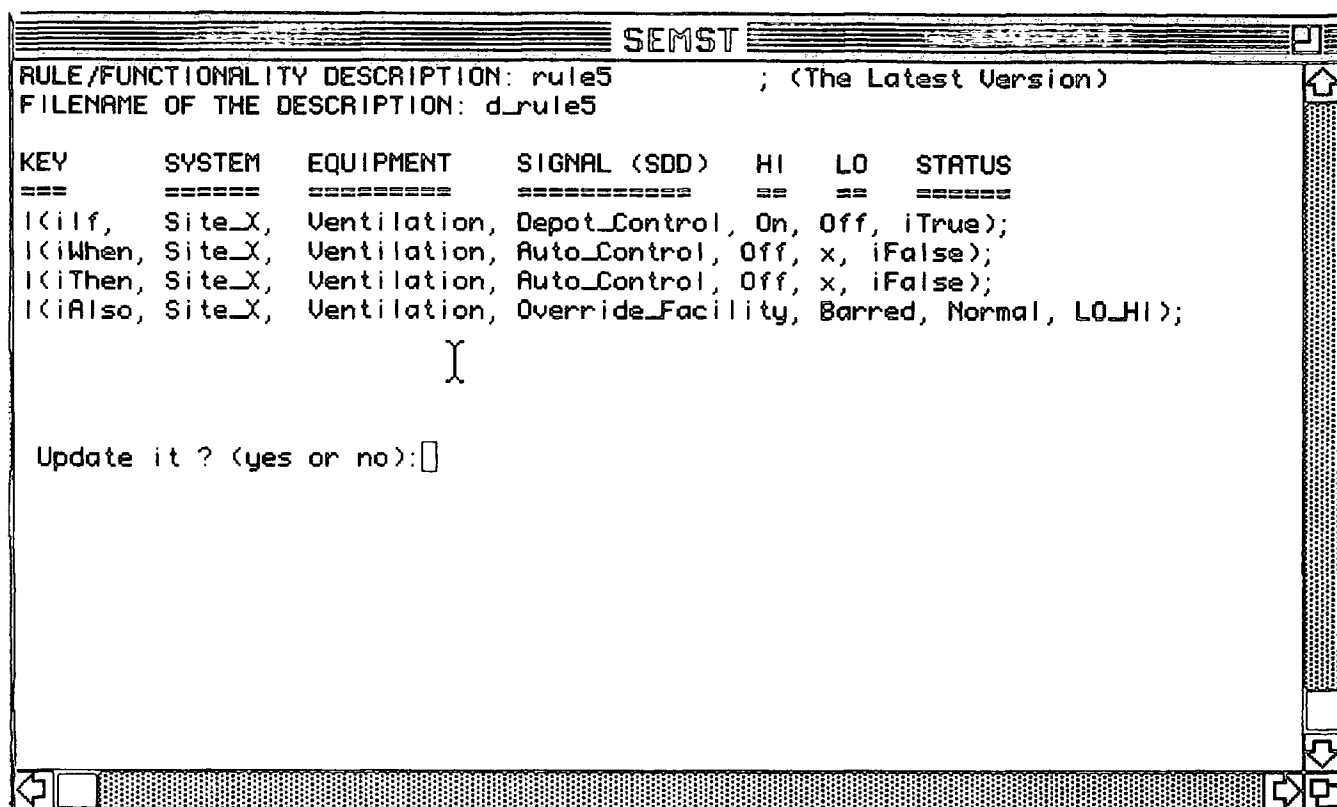 SEMST
RULE/FUNCTIONALITY DESCRIPTION: rule5 ; (The Latest Version)
FILENAME OF THE DESCRIPTION: d_rule5
KEY SYSTEM EQUIPMENT SIGNAL (SDD) HI LO STATUS
=== ====== ========= ============ == == ======
I(iIf, Site_X, Ventilation, Depot_Control, On, Off, iTrue);
I(iWhen, Site_X, Ventilation, Auto_Control, Off, x, iFalse);
I(iThen, Site_X, Ventilation, Auto_Control, Off, x, iFalse);
I(iAlso, Site_X, Ventilation, Override_Facility, Barred, Normal, LO_HI);
Update it ? (yes or no):